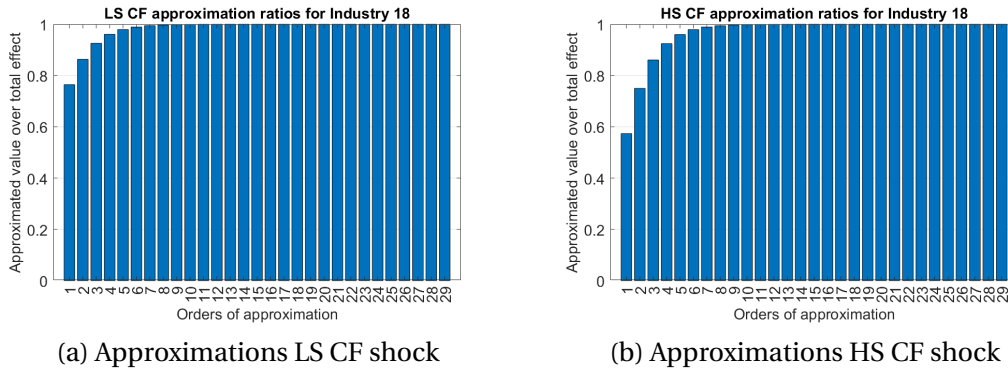 LS CF approximation ratios for Industry 18
Approximated value over total effect
1
0.8
0.6
0.4
0.2
0
1 2 3 4 5 6 7 8 9 10 11 12 13 14 15 16 17 18 19 20 21 22 23 24 25 26 27 28 29
Orders of approximation
(a) Approximations LS CF shock
HS CF approximation ratios for Industry 18
Approximated value over total effect
1
0.8
0.6
0.4
0.2
0
1 2 3 4 5 6 7 8 9 10 11 12 13 14 15 16 17 18 19 20 21 22 23 24 25 26 27 28 29
Orders of approximation
(b) Approximations HS CF shock